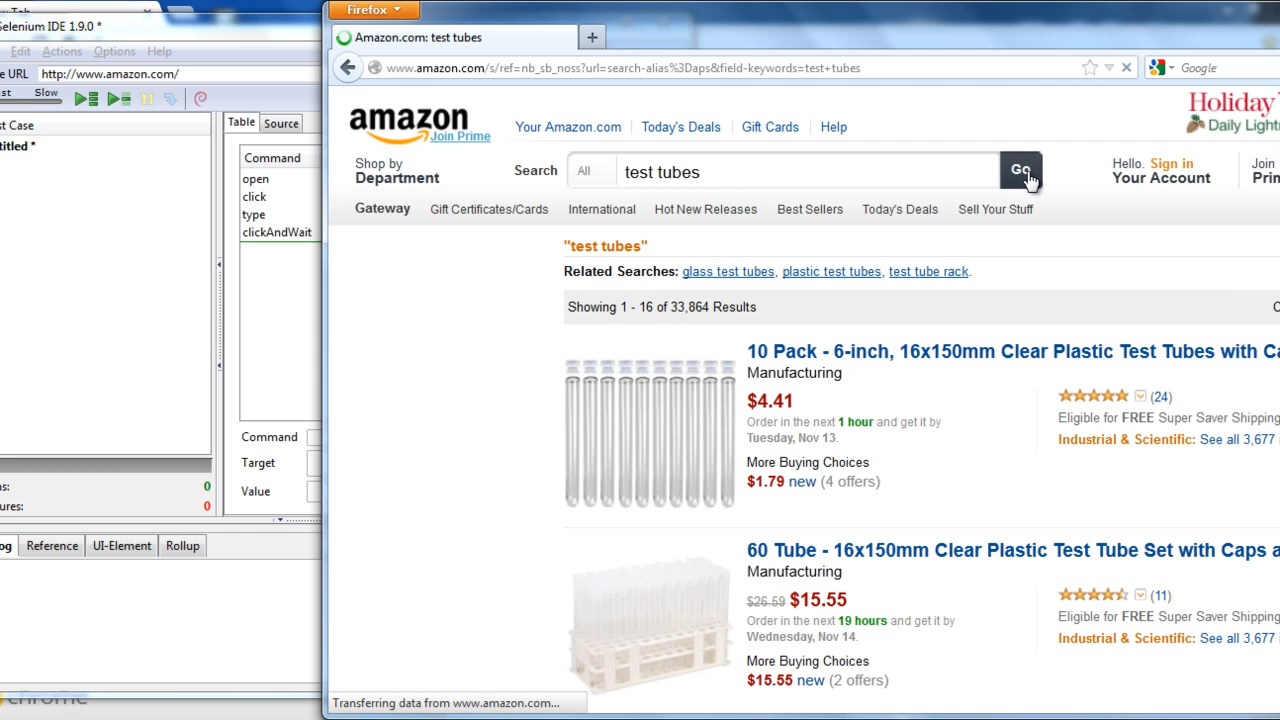 Selenium IDE 1.9.0 *
Edit Actions Options Help
URL http://www.amazon.com/
Slow
Table Source
Case
Command
open
click
type
clickAndWait
Command
Target
Value
0
0
Reference UI-Element Rollup
chrome
Firefox
Amazon.com: test tubes
www.amazon.com/s/ref=nb_sb_noss?url=search-alias%3Daps&field-keywords=test+tubes
Google
amazon
Join Prime
Your Amazon.com Today's Deals Gift Cards Help
Holiday
Daily
Shop by
Department
Search All test tubes Go
Hello. Sign in
Your Account
Join
Gateway Gift Certificates/Cards International Hot New Releases Best Sellers Today's Deals Sell Your Stuff
"test tubes"
Related Searches: glass test tubes, plastic test tubes, test tube rack.
Showing 1 - 16 of 33,864 Results
10 Pack - 6-inch, 16x150mm Clear Plastic Test Tubes with
Manufacturing
$4.41
Order in the next 1 hour and get it by
Tuesday, Nov 13.
More Buying Choices
$1.79 new (4 offers)
(24)
Eligible for FREE Super Saver Shipping
Industrial & Scientific: See all 3,677
60 Tube - 16x150mm Clear Plastic Test Tube Set with Caps
Manufacturing
$26.59 $15.55
Order in the next 19 hours and get it by
Wednesday, Nov 14.
More Buying Choices
$15.55 new (2 offers)
(11)
Eligible for FREE Super Saver Shipping
Industrial & Scientific: See all 3,677
Transferring data from www.amazon.com...